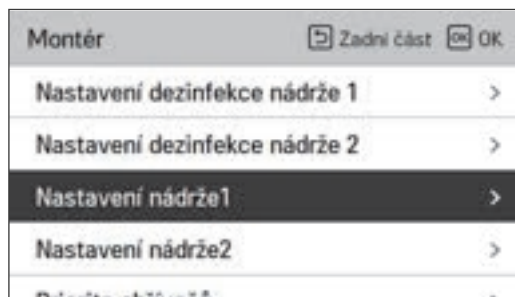 Montér Zadní část OK
Nastavení dezinfekce nádrže 1
Nastavení dezinfekce nádrže 2
Nastavení nádrže1
Nastavení nádrže2